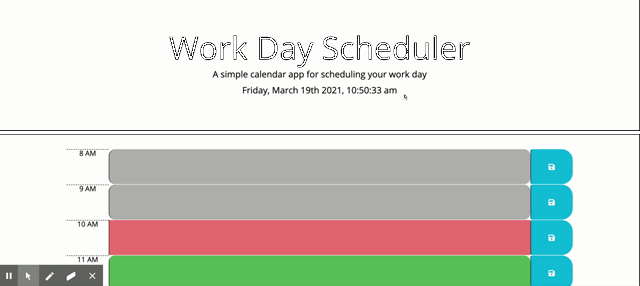 Work Day Scheduler
A simple calendar app for scheduling your work day
Friday, March 19th 2021, 10:50:33 am
8 AM
9 AM
10 AM
11 AM